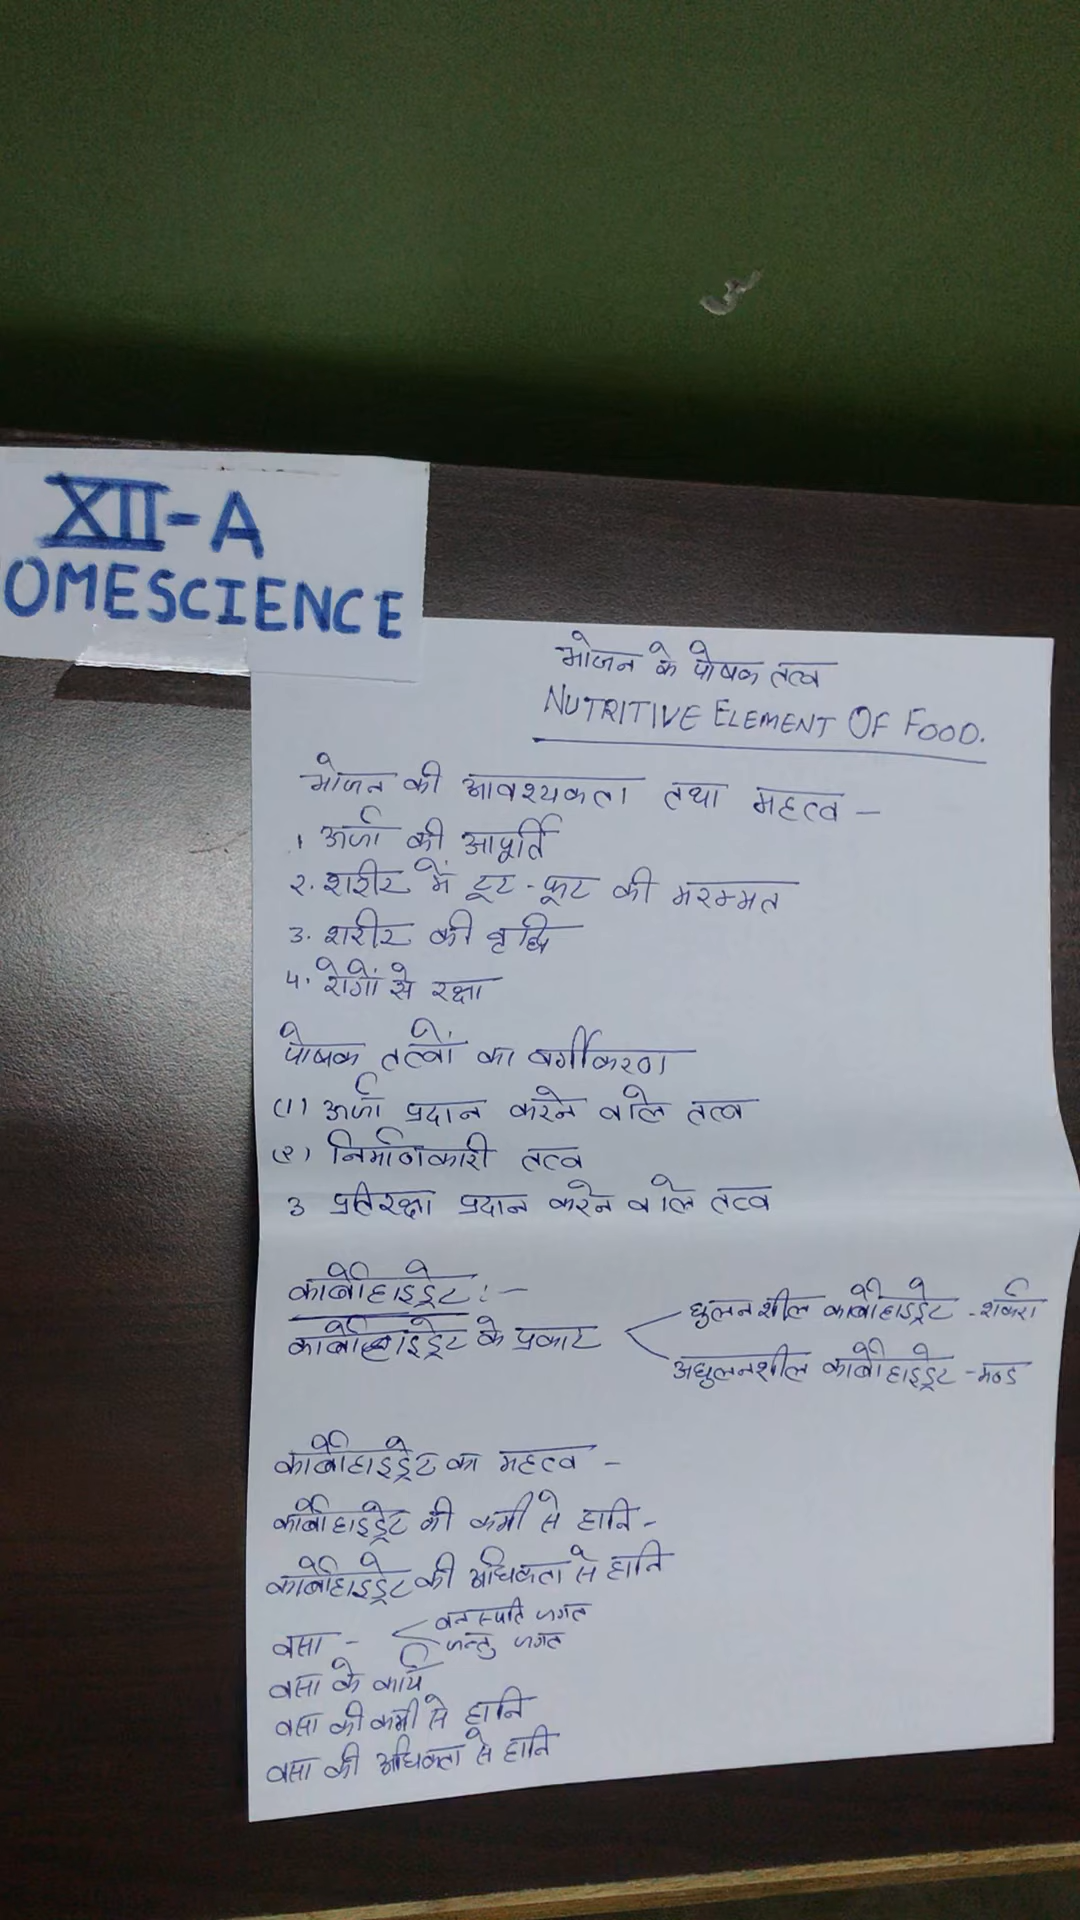 XII-A
OMESCIENCE
भोजन के पोषक तत्व
NUTRITIVE ELEMENT OF FOOD.
भोजन की आवश्यकता तथा महत्व -
1 ऊर्जा की आपूर्ति
२. शरीर में टूट-फूट की मरम्मत
3. शरीर की वृद्धि
४. रोगों से रक्षा
पोषक तत्वों का वर्गीकरण
(1) ऊर्जा प्रदान करने वाले तत्व
(२) निर्माणकारी तत्व
3 प्रतिरक्षा प्रदान करने वाले तत्व
कार्बोहाइड्रेट :-
कार्बोहाइड्रेट के प्रकार
घुलनशील कार्बोहाइड्रेट - शर्करा
अघुलनशील कार्बोहाइड्रेट - मण्ड
कार्बोहाइड्रेट का महत्व -
कार्बोहाइड्रेट की कमी से हानि -
कार्बोहाइड्रेट की अधिकता से हानि
वसा - वनस्पति जगत
जन्तु जगत
वसा के कार्य
वसा की कमी से हानि
वसा की अधिकता से हानि